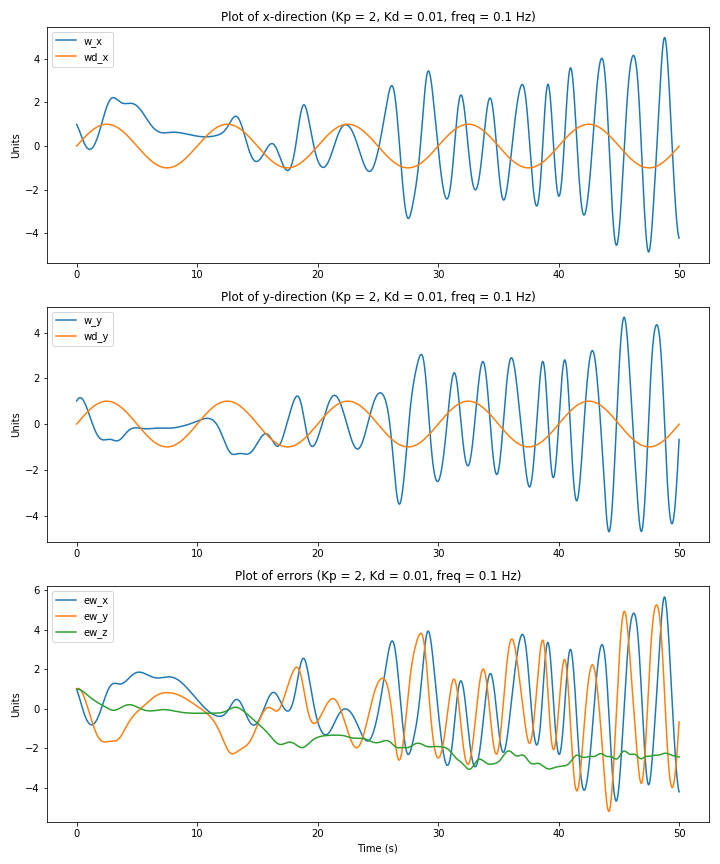 Plot of x-direction (Kp = 2, Kd = 0.01, freq = 0.1 Hz)
w_x
wd_x
Units
4
2
0
−2
−4
0 10 20 30 40 50
Plot of y-direction (Kp = 2, Kd = 0.01, freq = 0.1 Hz)
w_y
wd_y
Units
4
2
0
−2
−4
0 10 20 30 40 50
Plot of errors (Kp = 2, Kd = 0.01, freq = 0.1 Hz)
ew_x
ew_y
ew_z
Units
6
4
2
0
−2
−4
0 10 20 30 40 50
Time (s)